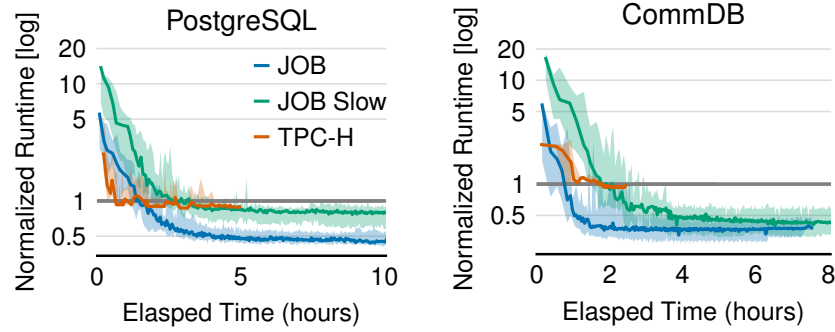 PostgreSQL
Normalized Runtime [log]
20
10
5
1
0.5
JOB
JOB Slow
TPC-H
0
5
10
Elasped Time (hours)
CommDB
Normalized Runtime [log]
20
10
5
1
0.5
0
2
4
6
8
Elasped Time (hours)